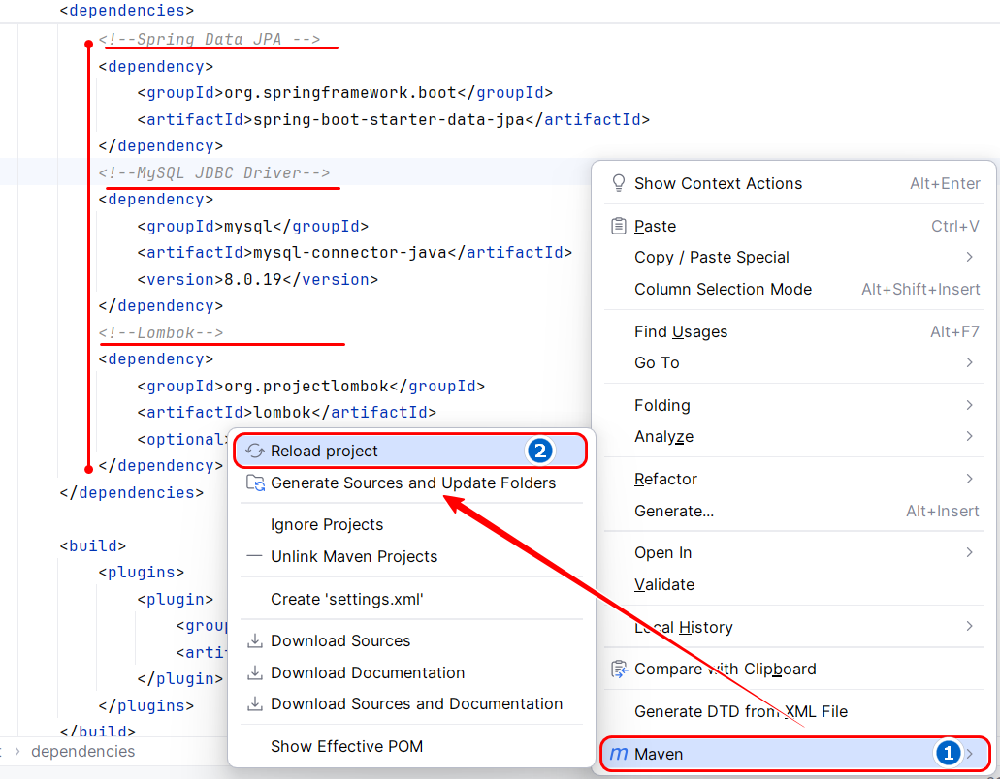 <dependencies>
<!--Spring Data JPA -->
<dependency>
<groupId>org.springframework.boot</groupId>
<artifactId>spring-boot-starter-data-jpa</artifactId>
</dependency>
<!--MySQL JDBC Driver-->
<dependency>
<groupId>mysql</groupId>
<artifactId>mysql-connector-java</artifactId>
<version>8.0.19</version>
</dependency>
<!--Lombok-->
<dependency>
<groupId>org.projectlombok</groupId>
<artifactId>lombok</artifactId>
<optional>
</dependency>
</dependencies>
<build>
<plugins>
<plugin>
<group
<arti
</plugin>
</plugins>
</build>
› dependencies
Show Context Actions Alt+Enter
Paste Ctrl+V
Copy / Paste Special
Column Selection Mode Alt+Shift+Insert
Find Usages Alt+F7
Go To
Folding
Analyze
Refactor
Generate... Alt+Insert
Open In
Validate
Local History
Compare with Clipboard
Generate DTD from XML File
m Maven 1
Reload project 2
Generate Sources and Update Folders
Ignore Projects
Unlink Maven Projects
Create 'settings.xml'
Download Sources
Download Documentation
Download Sources and Documentation
Show Effective POM